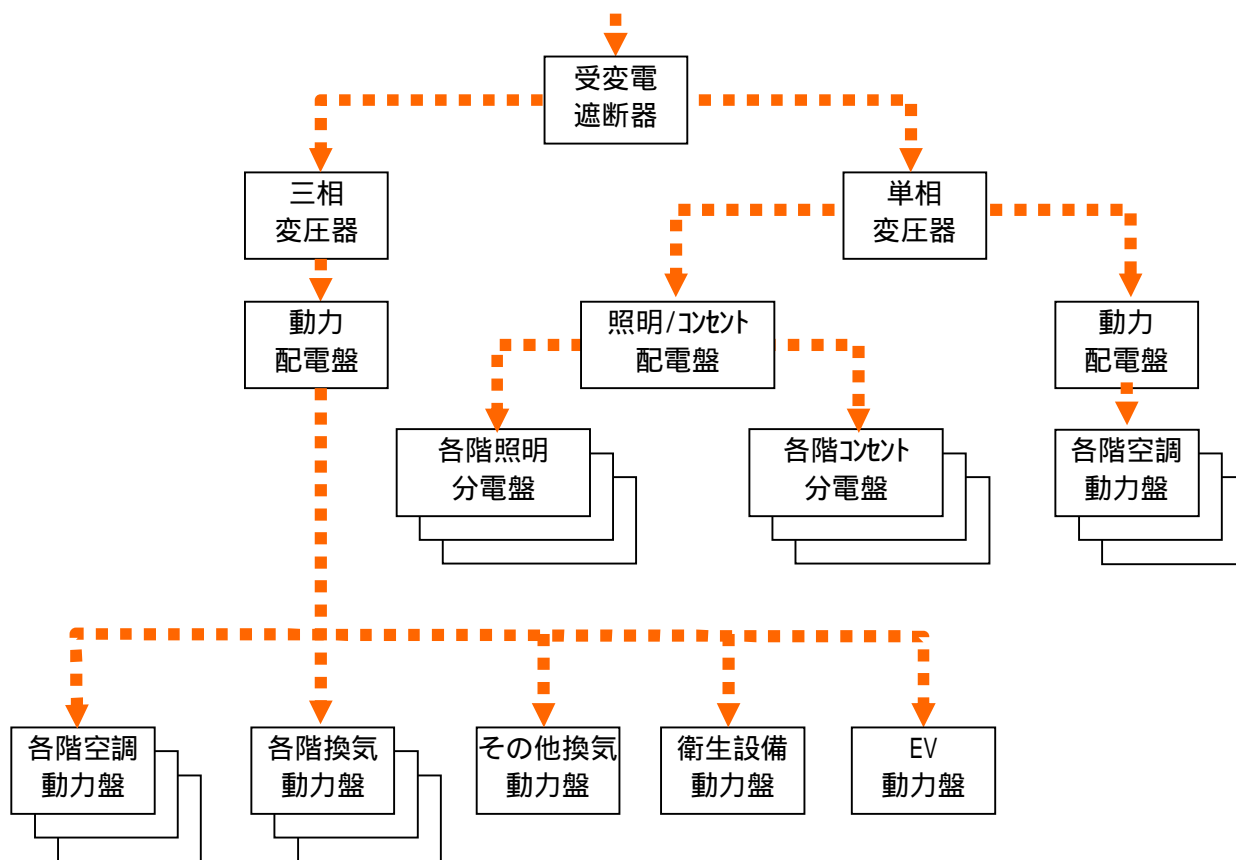 受変電
遮断器
三相
変圧器
単相
変圧器
動力
配電盤
照明/ｺﾝｾﾝﾄ
配電盤
動力
配電盤
各階照明
分電盤
各階ｺﾝｾﾝﾄ
分電盤
各階空調
動力盤
各階空調
動力盤
各階換気
動力盤
その他換気
動力盤
衛生設備
動力盤
EV
動力盤